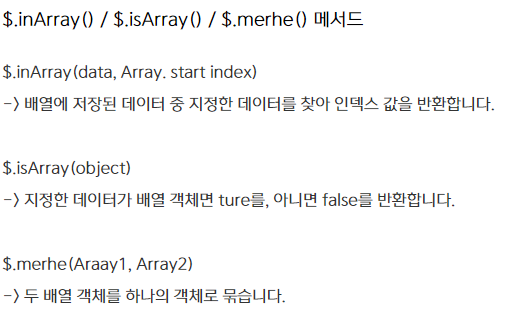 $.inArray() / $.isArray() / $.merhe() 메서드
$.inArray(data, Array. start index)
-> 배열에 저장된 데이터 중 지정한 데이터를 찾아 인덱스 값을 반환합니다.
$.isArray(object)
-> 지정한 데이터가 배열 객체면 ture를, 아니면 false를 반환합니다.
$.merhe(Araay1, Array2)
-> 두 배열 객체를 하나의 객체로 묶습니다.